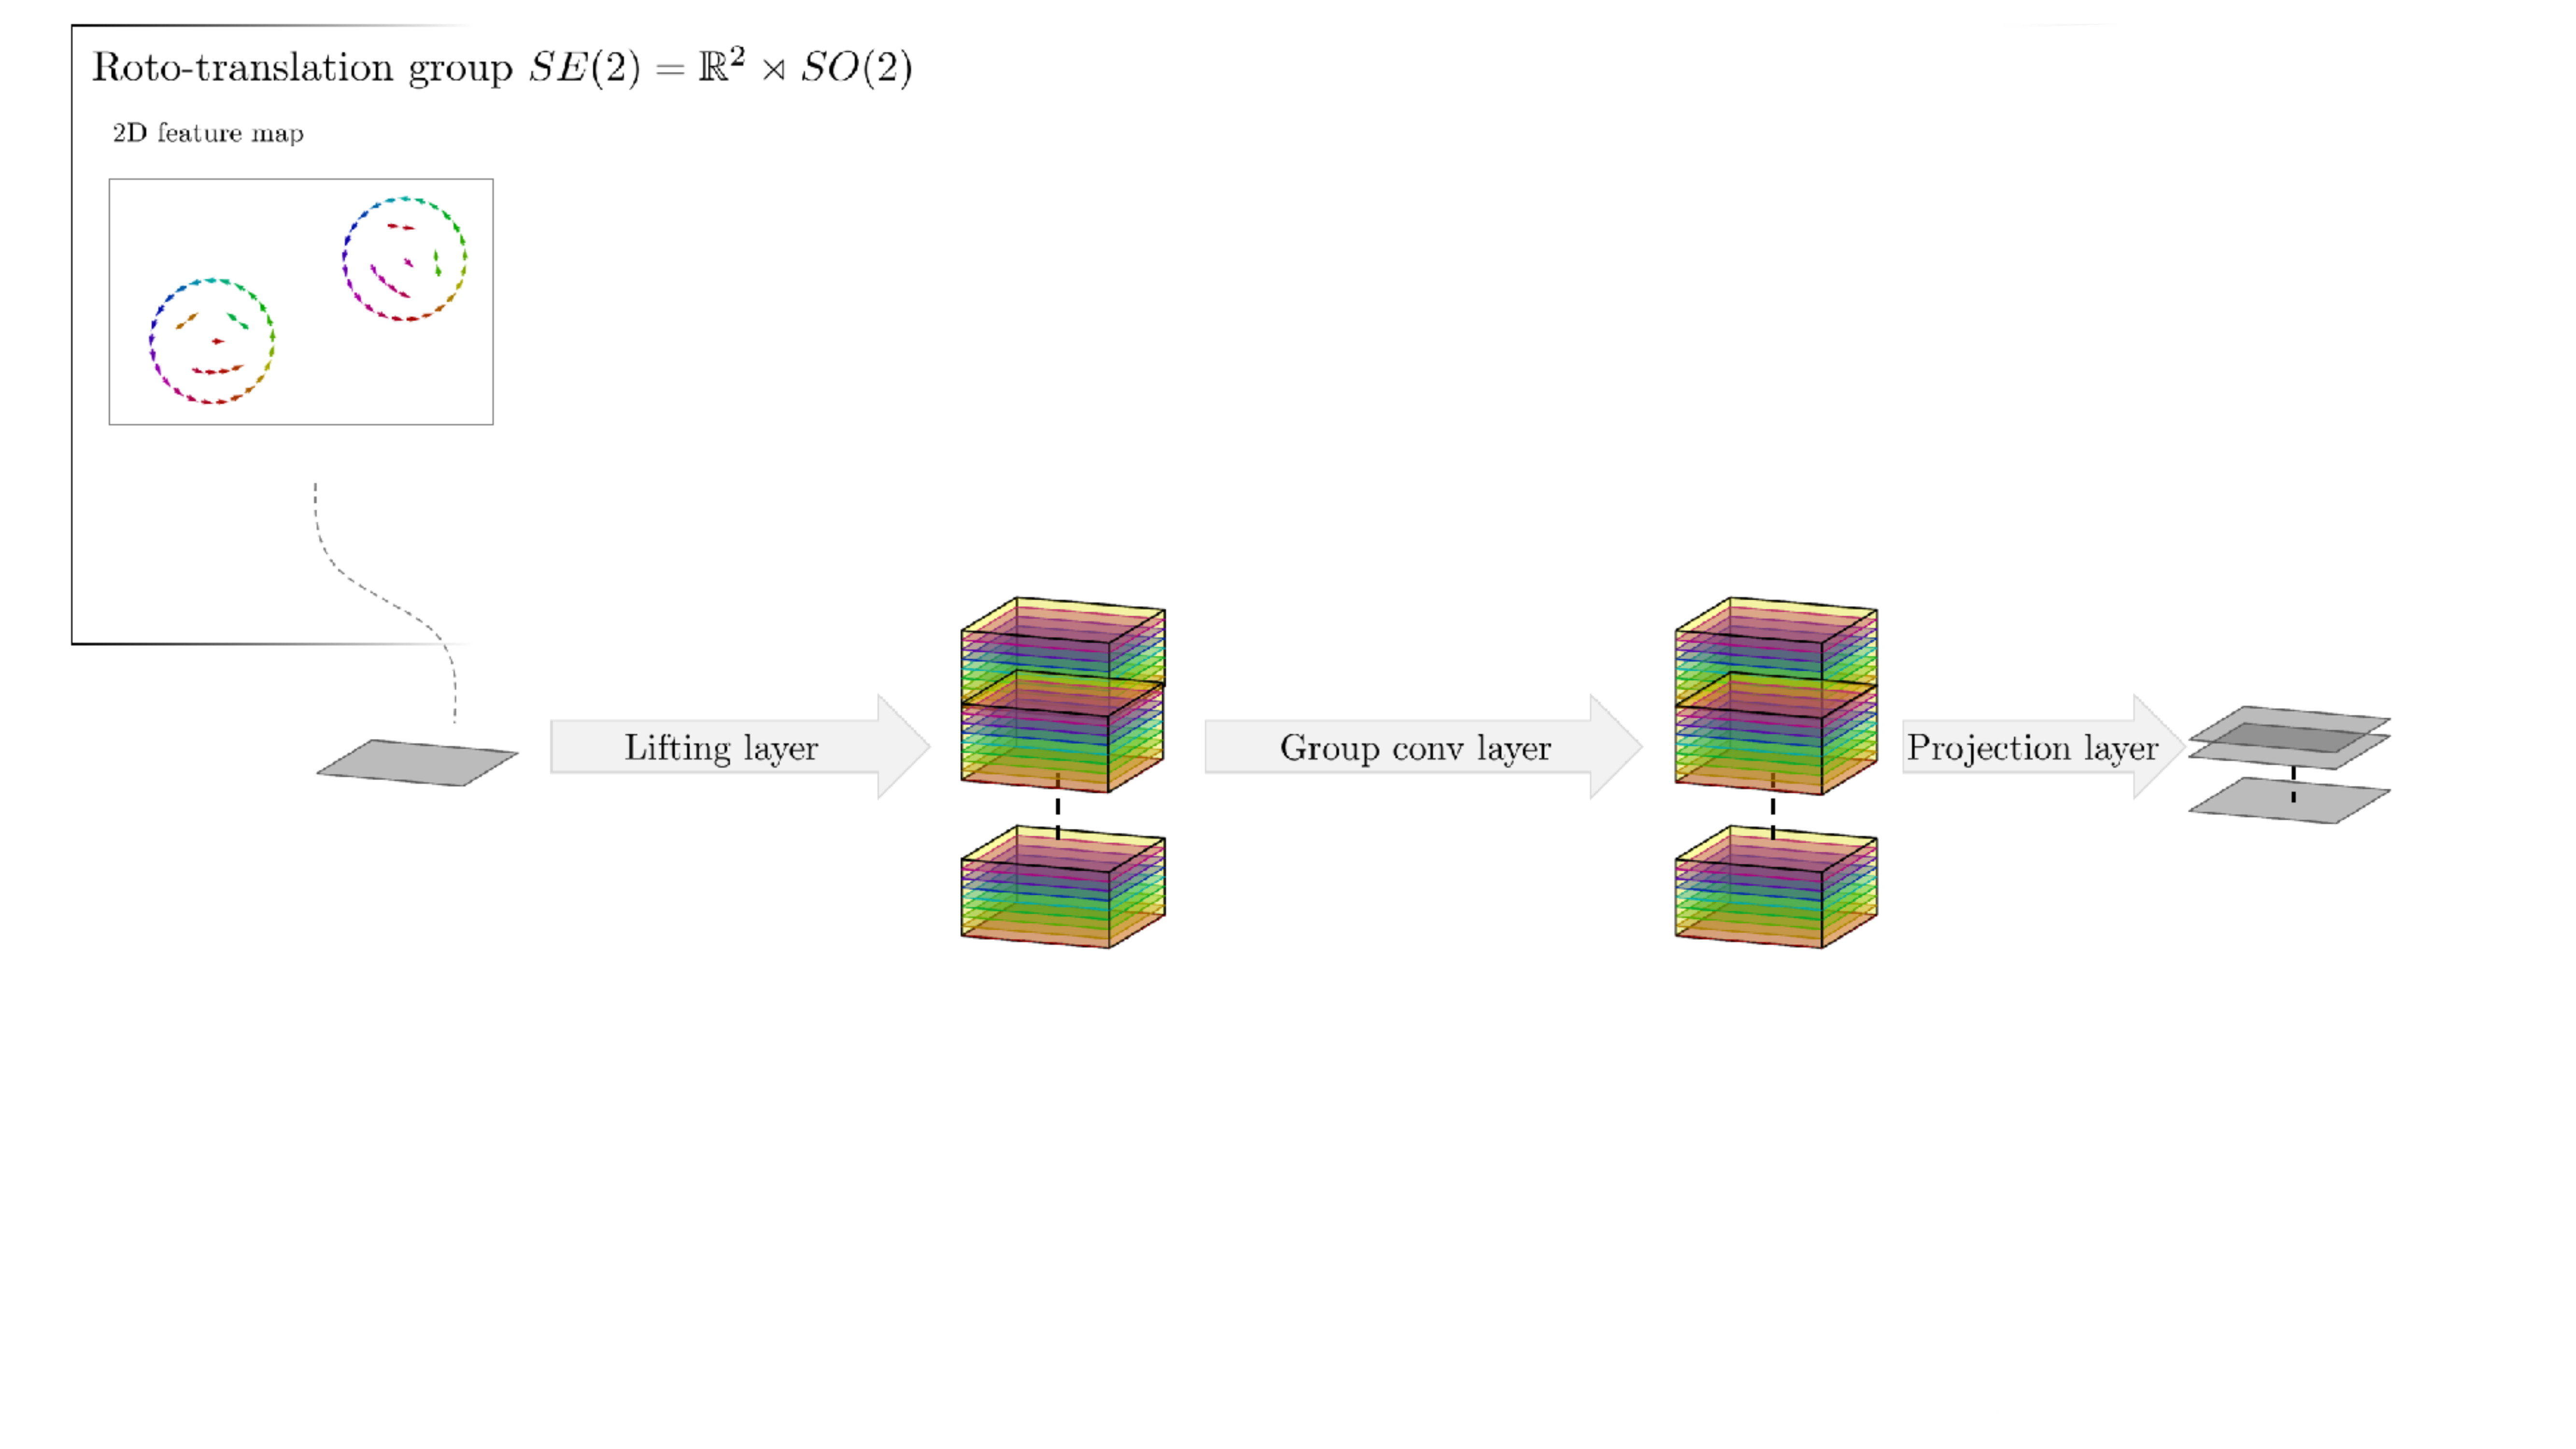 Roto-translation group $SE(2) = \mathbb{R}^2 \rtimes SO(2)$
2D feature map
Lifting layer
Group conv layer
Projection layer